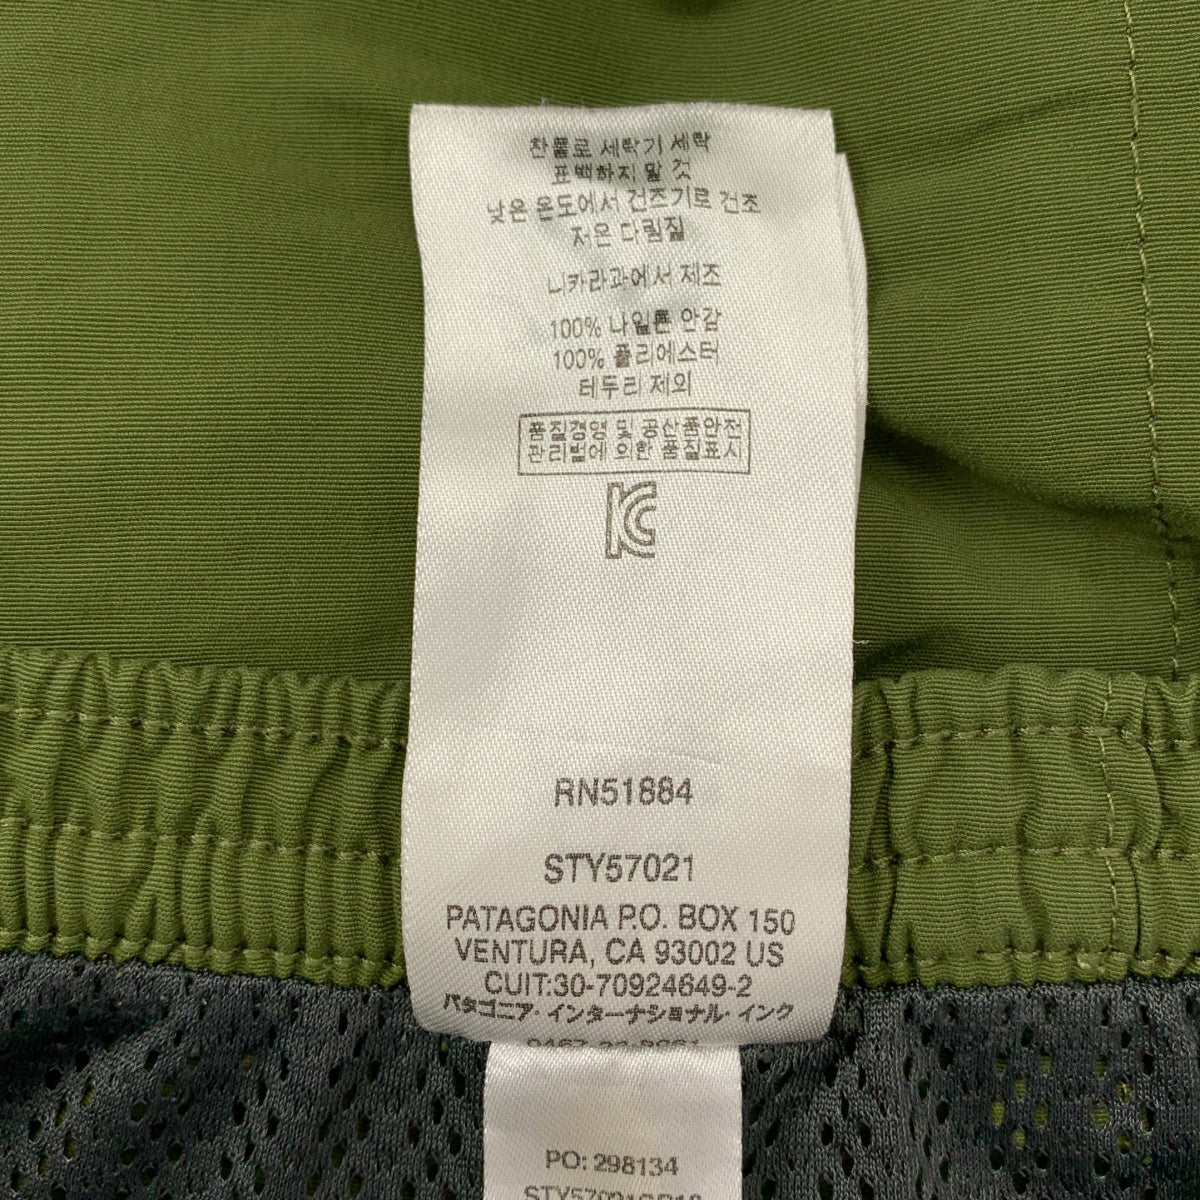 찬물로 세탁기 세탁
표백하지 말 것
낮은 온도에서 건조기로 건조
저온 다림질
니카라과에서 제조
100% 나일론 안감
100% 폴리에스터
테두리 제외
품질경영 및 공산품안전
관리법에 의한 품질표시
KC
RN51884
STY57021
PATAGONIA P.O. BOX 150
VENTURA, CA 93002 US
CUIT:30-70924649-2
パタゴニア・インターナショナル・インク
PO: 298134